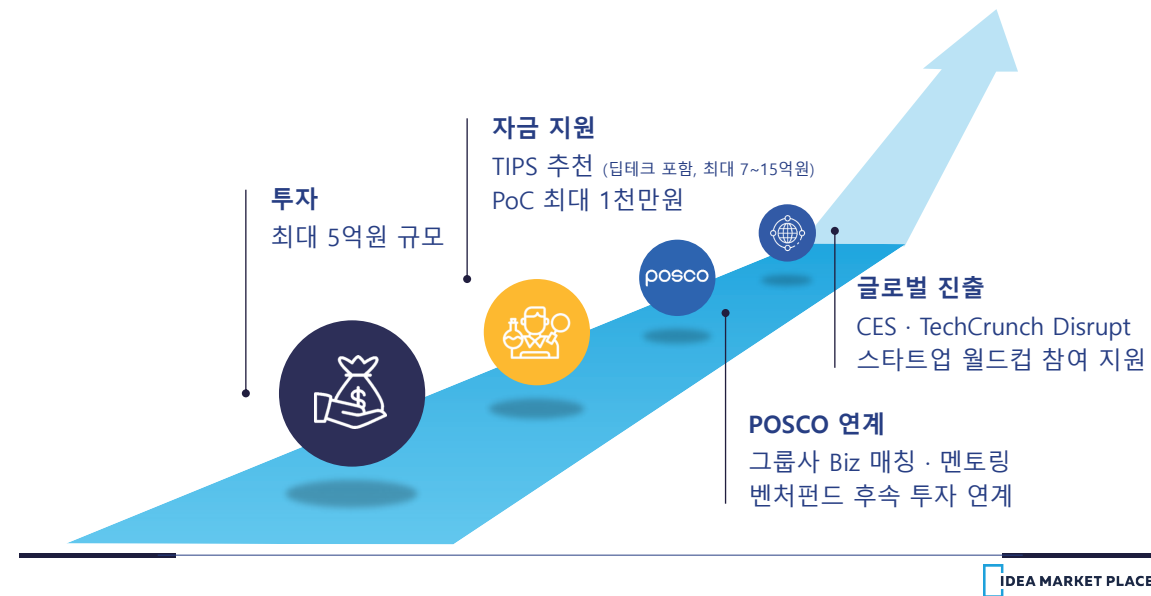 투자
최대 5억원 규모
자금 지원
TIPS 추천 (딥테크 포함, 최대 7~15억원)
PoC 최대 1천만원
posco
POSCO 연계
그룹사 Biz 매칭 · 멘토링
벤처펀드 후속 투자 연계
글로벌 진출
CES · TechCrunch Disrupt
스타트업 월드컵 참여 지원
IDEA MARKET PLACE